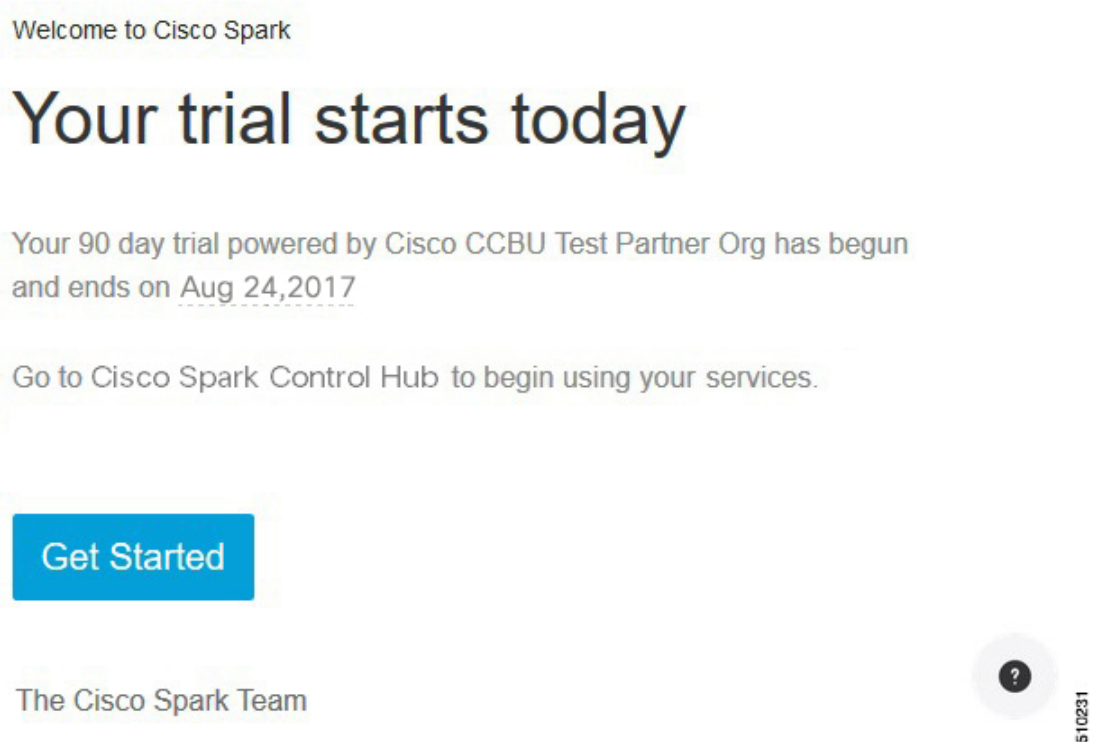 Welcome to Cisco Spark
Your trial starts today
Your 90 day trial powered by Cisco CCBU Test Partner Org has begun
and ends on Aug 24,2017
Go to Cisco Spark Control Hub to begin using your services.
Get Started
The Cisco Spark Team
?
510231